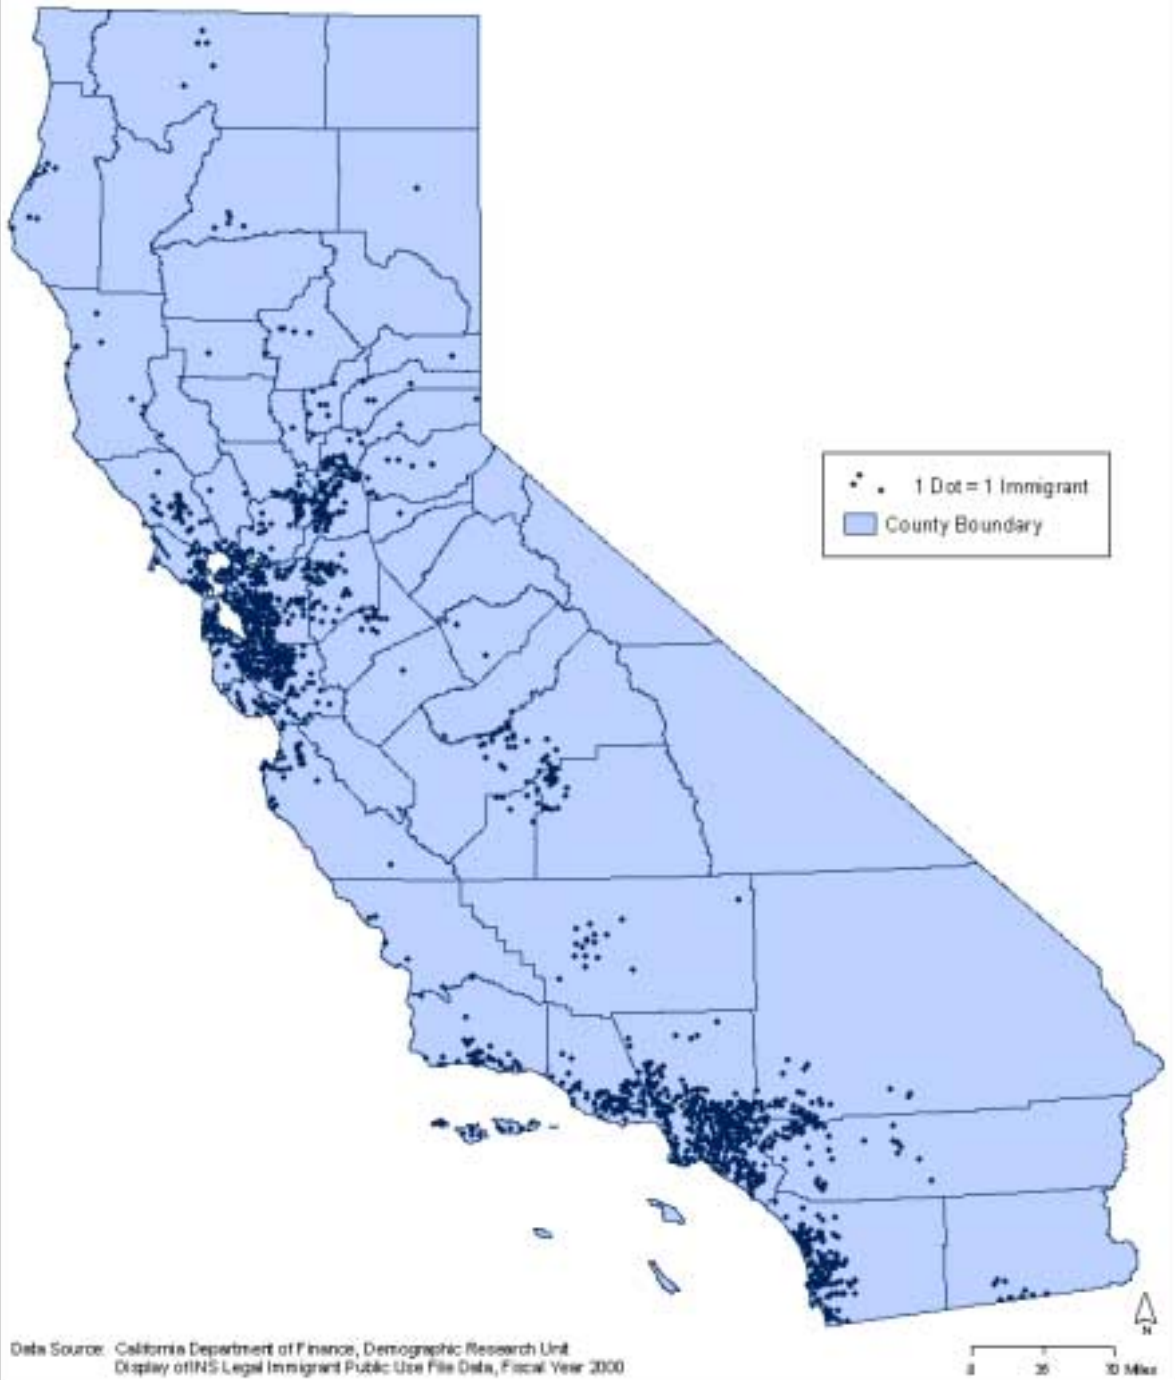 1 Dot = 1 Immigrant
County Boundary
N
Data Source: California Department of Finance, Demographic Research Unit
Display of INS Legal Immigrant Public Use File Data, Fiscal Year 2000
Miles